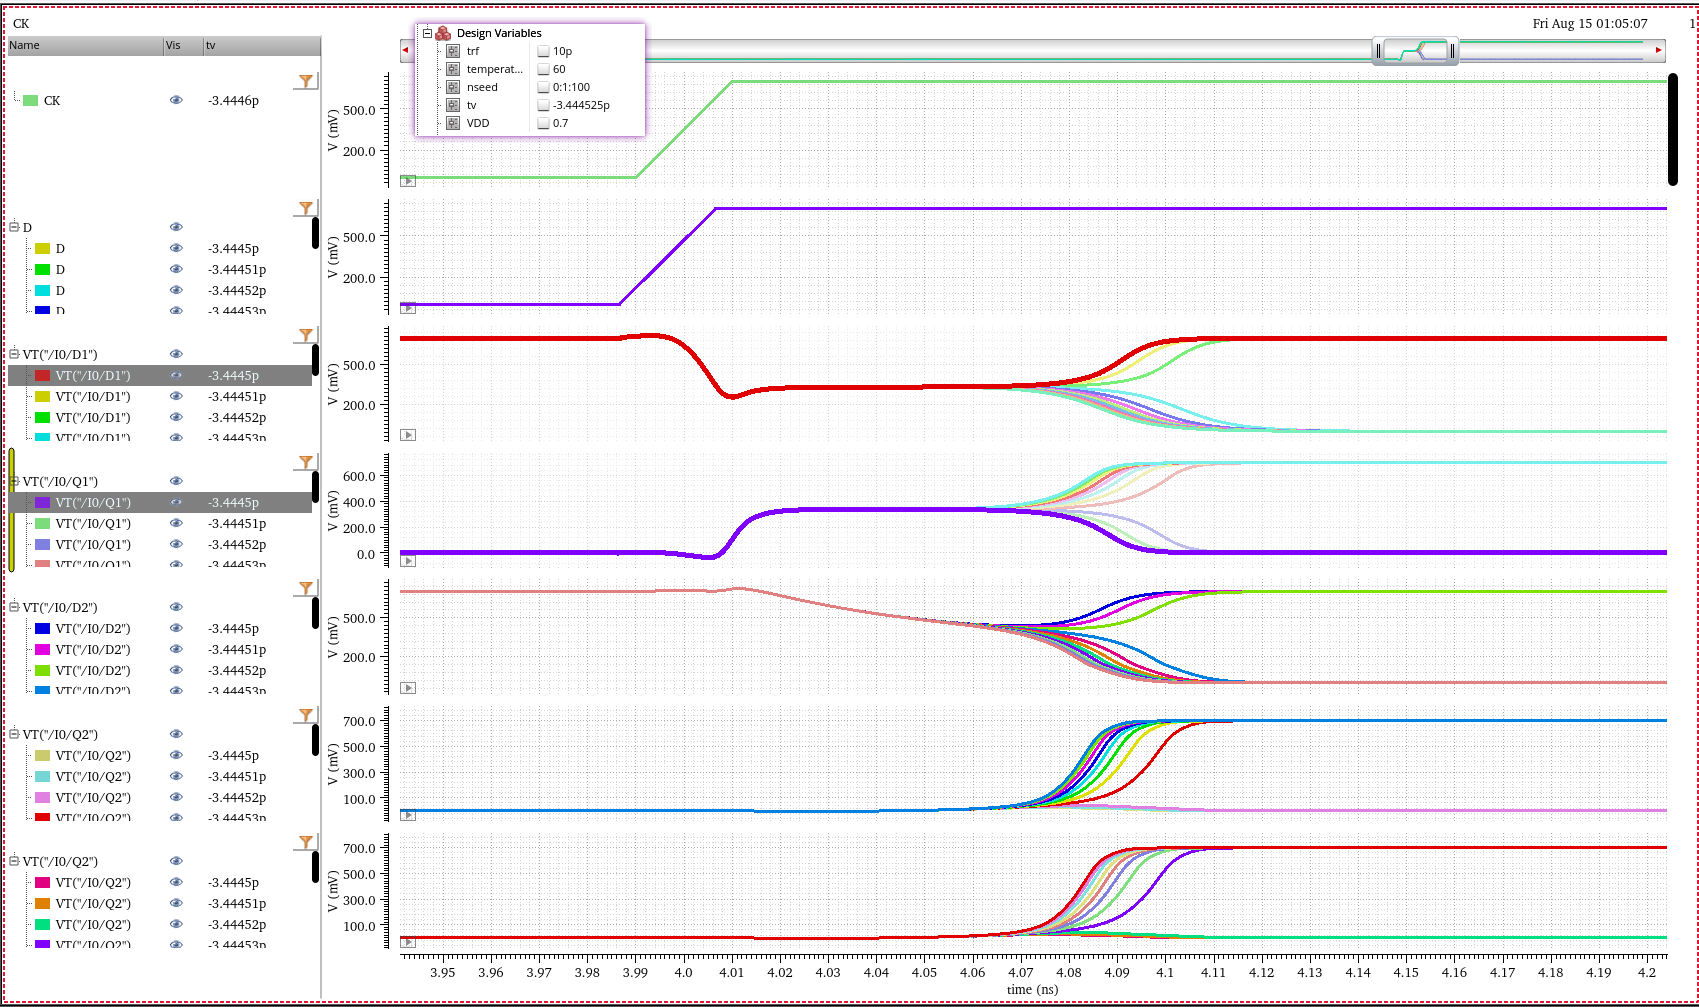 CK
Fri Aug 15 01:05:07
1
Name Vis tv
Design Variables
trf 10p
temperat... 60
nseed 0:1:100
tv -3.444525p
VDD 0.7
CK -3.4446p
V (mV)
500.0
200.0
D
D -3.4445p
D -3.44451p
D -3.44452p
D -3.44453p
V (mV)
500.0
200.0
VT("/I0/D1")
VT("/I0/D1") -3.4445p
VT("/I0/D1") -3.44451p
VT("/I0/D1") -3.44452p
VT("/I0/D1") -3.44453p
V (mV)
500.0
200.0
VT("/I0/Q1")
VT("/I0/Q1") -3.4445p
VT("/I0/Q1") -3.44451p
VT("/I0/Q1") -3.44452p
VT("/I0/Q1") -3.44453p
V (mV)
600.0
400.0
200.0
0.0
VT("/I0/D2")
VT("/I0/D2") -3.4445p
VT("/I0/D2") -3.44451p
VT("/I0/D2") -3.44452p
VT("/I0/D2") -3.44453p
V (mV)
500.0
200.0
VT("/I0/Q2")
VT("/I0/Q2") -3.4445p
VT("/I0/Q2") -3.44451p
VT("/I0/Q2") -3.44452p
VT("/I0/Q2") -3.44453p
V (mV)
700.0
500.0
300.0
100.0
VT("/I0/Q2")
VT("/I0/Q2") -3.4445p
VT("/I0/Q2") -3.44451p
VT("/I0/Q2") -3.44452p
VT("/I0/Q2") -3.44453p
V (mV)
700.0
500.0
300.0
100.0
3.95 3.96 3.97 3.98 3.99 4.0 4.01 4.02 4.03 4.04 4.05 4.06 4.07 4.08 4.09 4.1 4.11 4.12 4.13 4.14 4.15 4.16 4.17 4.18 4.19 4.2
time (ns)